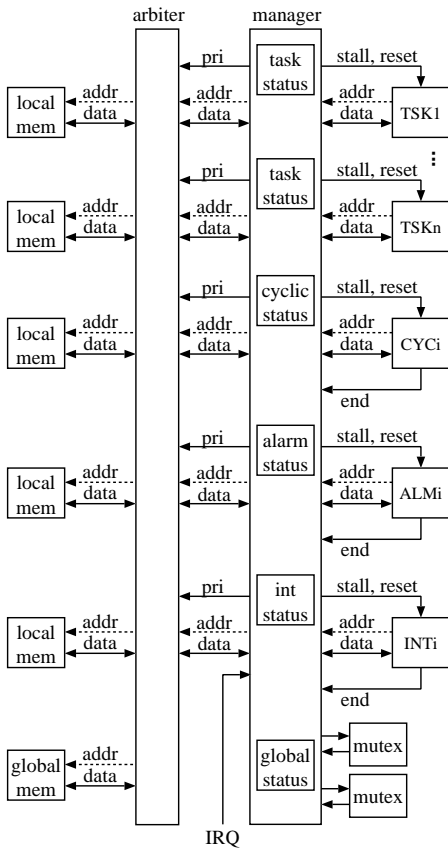 arbiter manager
pri task status stall, reset
local mem addr data addr data addr data TSK1
...
pri task status stall, reset
local mem addr data addr data addr data TSKn
pri cyclic status stall, reset
local mem addr data addr data addr data CYCi
end
pri alarm status stall, reset
local mem addr data addr data addr data ALMi
end
pri int status stall, reset
local mem addr data addr data addr data INTi
end
global mem addr data global status mutex
mutex
IRQ